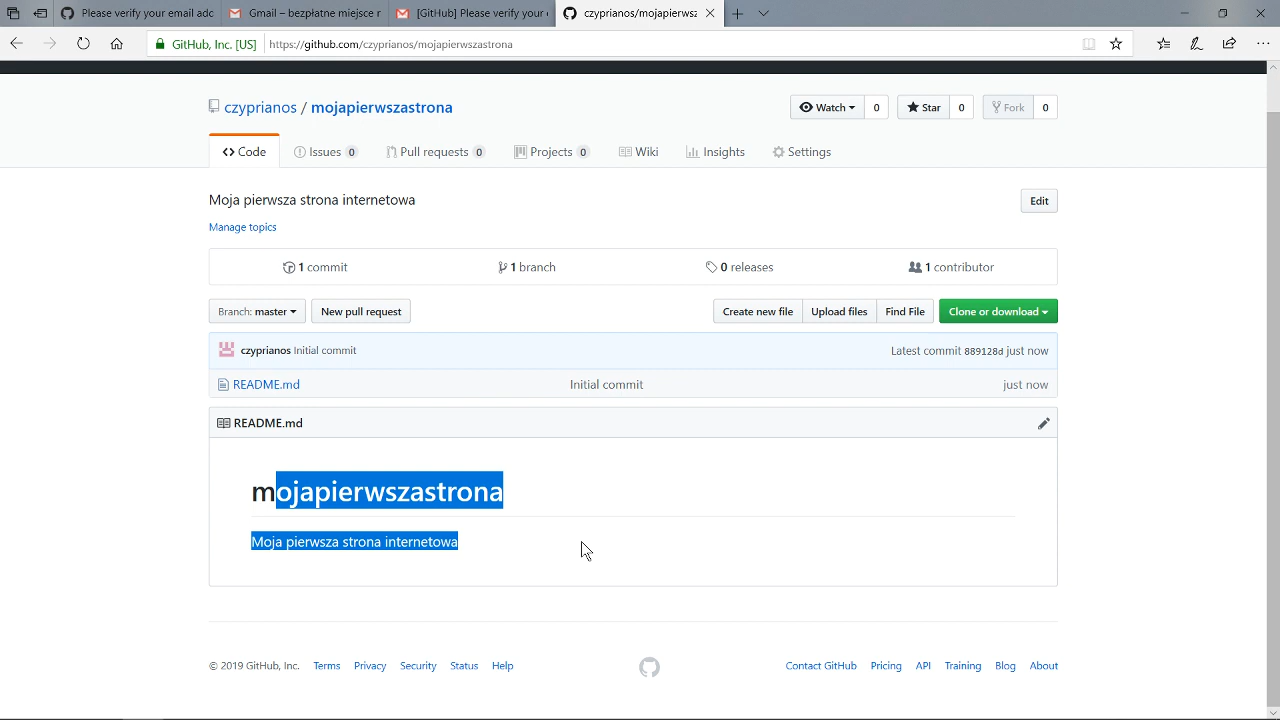 Please verify your email adc
Gmail – bezpłatne miejsce r
[GitHub] Please verify your
czyprianos/mojapierwsz
GitHub, Inc. [US]
https://github.com/czyprianos/mojapierwszastrona
czyprianos / mojapierwszastrona
Watch 0 Star 0 Fork 0
Code Issues 0 Pull requests 0 Projects 0 Wiki Insights Settings
Moja pierwsza strona internetowa
Edit
Manage topics
1 commit 1 branch 0 releases 1 contributor
Branch: master New pull request Create new file Upload files Find File Clone or download
czyprianos Initial commit Latest commit 889128d just now
README.md Initial commit just now
README.md
mojapierwszastrona
Moja pierwsza strona internetowa
© 2019 GitHub, Inc. Terms Privacy Security Status Help Contact GitHub Pricing API Training Blog About